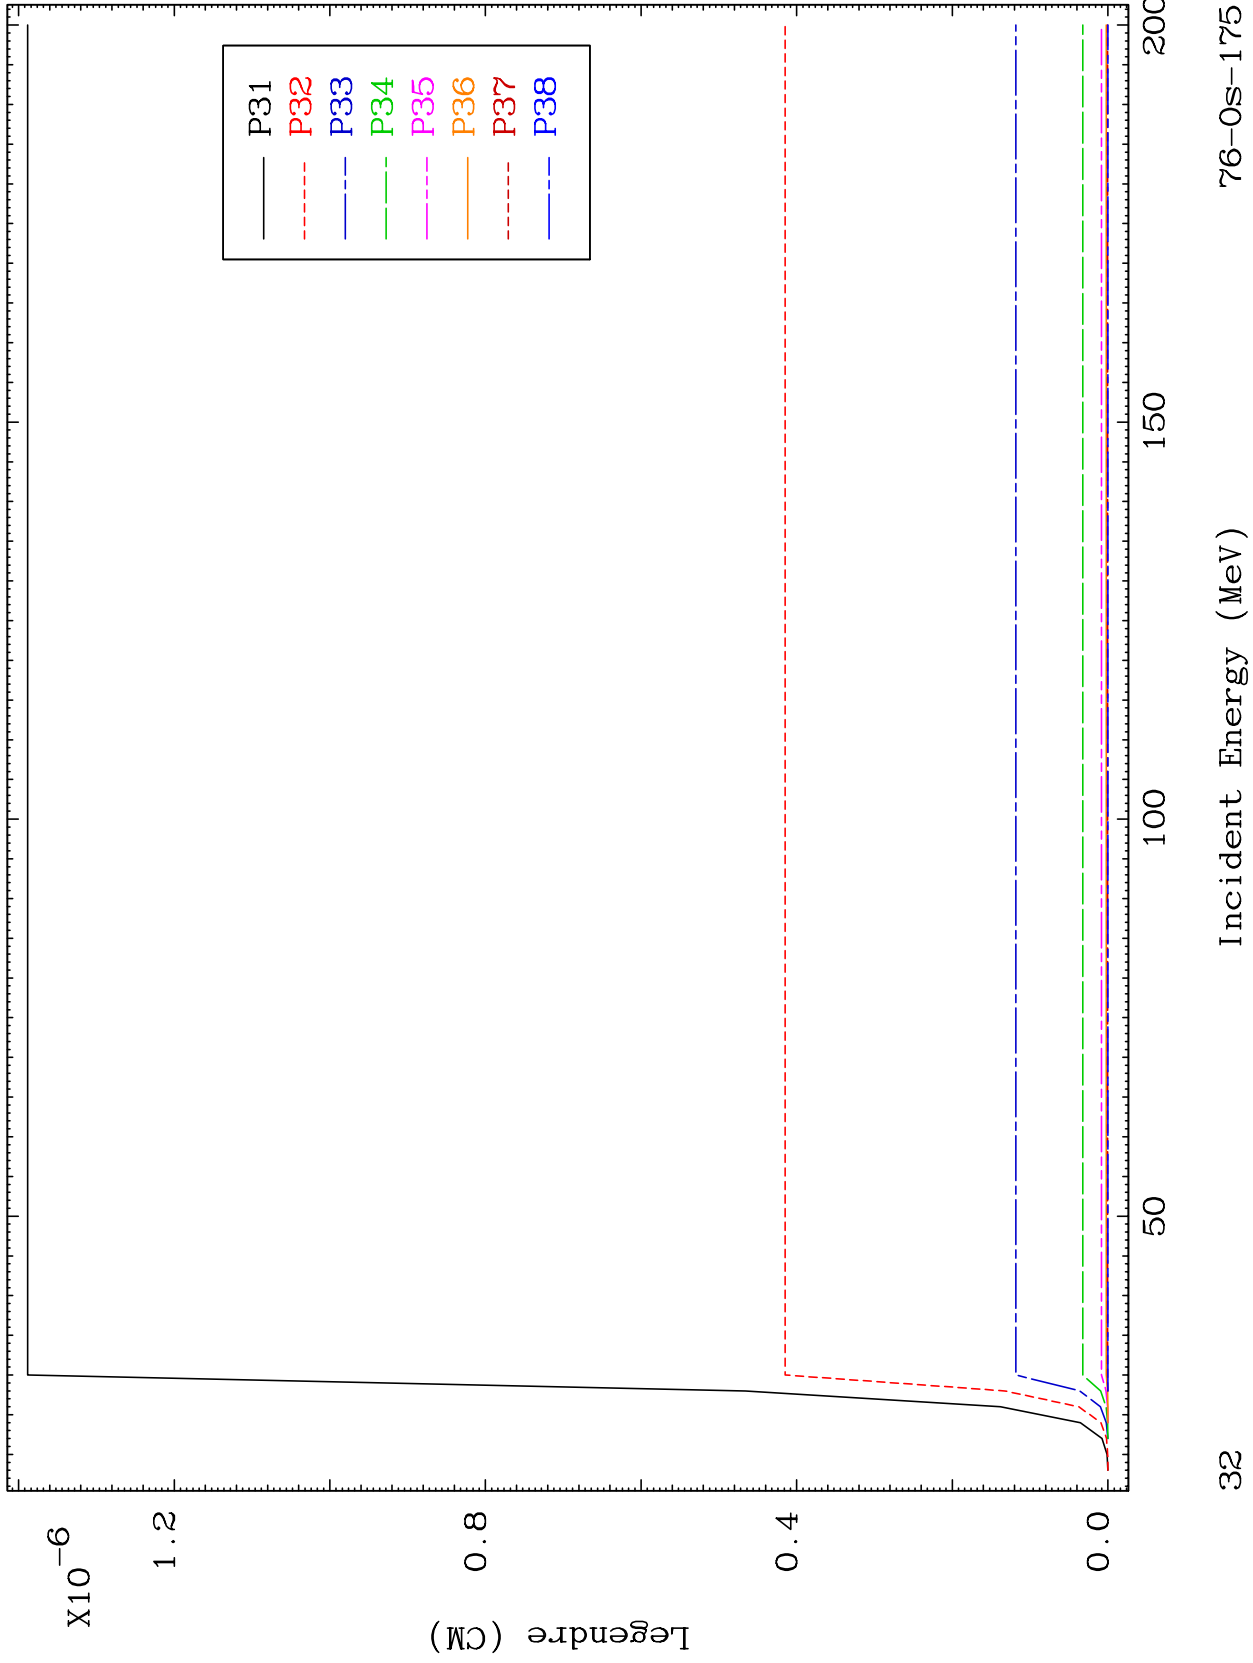 X10-6
1.2
0.8
0.4
0.0
Legendre (CM)
P31
P32
P33
P34
P35
P36
P37
P38
50
100
150
200
Incident Energy (MeV)
32
76-Os-175